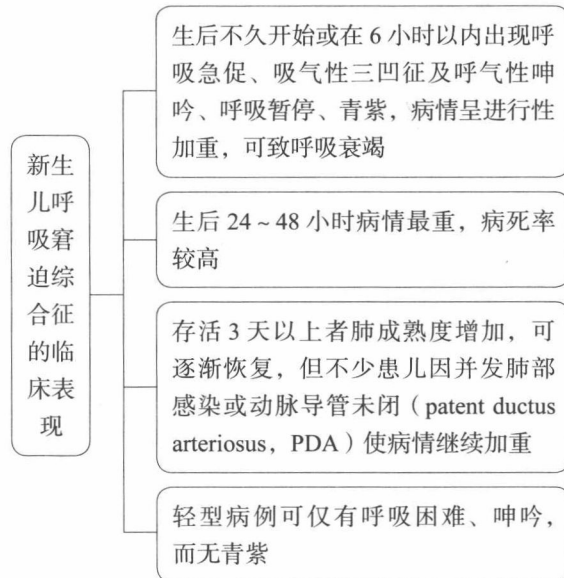 新生
儿呼
吸窘
迫综
合征
的临
床表
现
生后不久开始或在 6 小时以内出现呼
吸急促、吸气性三凹征及呼气性呻
吟、呼吸暂停、青紫，病情呈进行性
加重，可致呼吸衰竭
生后 24 ~ 48 小时病情最重，病死率
较高
存活 3 天以上者肺成熟度增加，可
逐渐恢复，但不少患儿因并发肺部
感染或动脉导管未闭（patent ductus
arteriosus，PDA）使病情继续加重
轻型病例可仅有呼吸困难、呻吟，
而无青紫